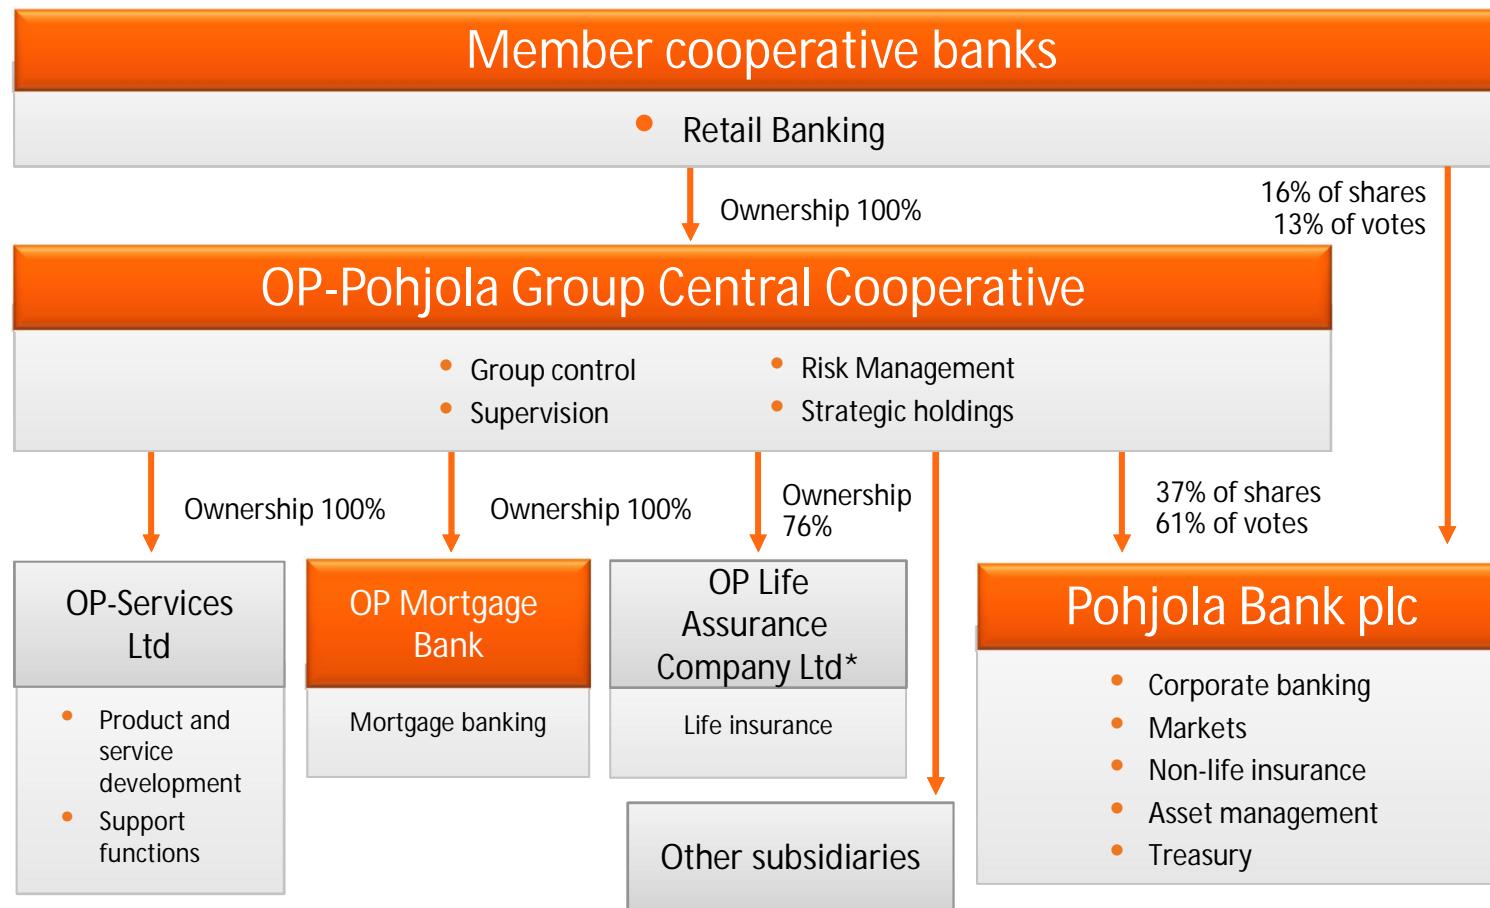 Member cooperative banks
• Retail Banking
Ownership 100%
16% of shares
13% of votes
OP-Pohjola Group Central Cooperative
• Group control
• Supervision
• Risk Management
• Strategic holdings
Ownership 100%
Ownership 100%
Ownership
76%
37% of shares
61% of votes
OP-Services
Ltd
• Product and
service
development
• Support
functions
OP Mortgage
Bank
Mortgage banking
OP Life
Assurance
Company Ltd*
Life insurance
Other subsidiaries
Pohjola Bank plc
• Corporate banking
• Markets
• Non-life insurance
• Asset management
• Treasury